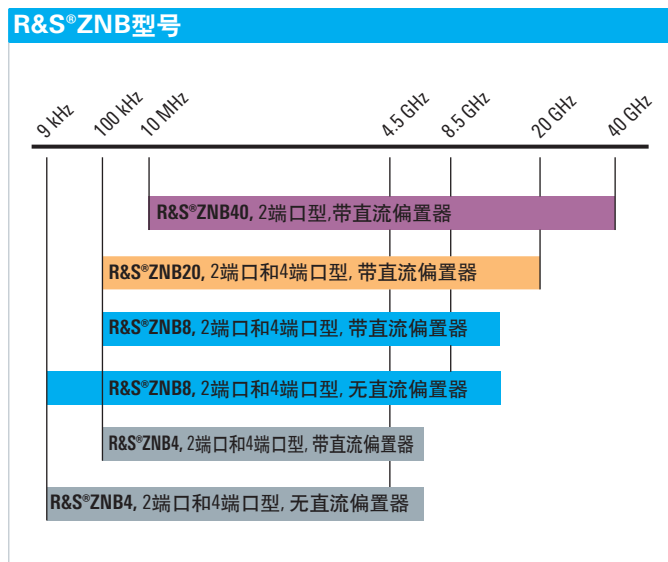 R&S®ZNB型号
9 kHz
100 kHz
10 MHz
4.5 GHz
8.5 GHz
20 GHz
40 GHz
R&S®ZNB40, 2端口型,带直流偏置器
R&S®ZNB20, 2端口和4端口型, 带直流偏置器
R&S®ZNB8, 2端口和4端口型, 带直流偏置器
R&S®ZNB8, 2端口和4端口型, 无直流偏置器
R&S®ZNB4, 2端口和4端口型, 带直流偏置器
R&S®ZNB4, 2端口和4端口型, 无直流偏置器